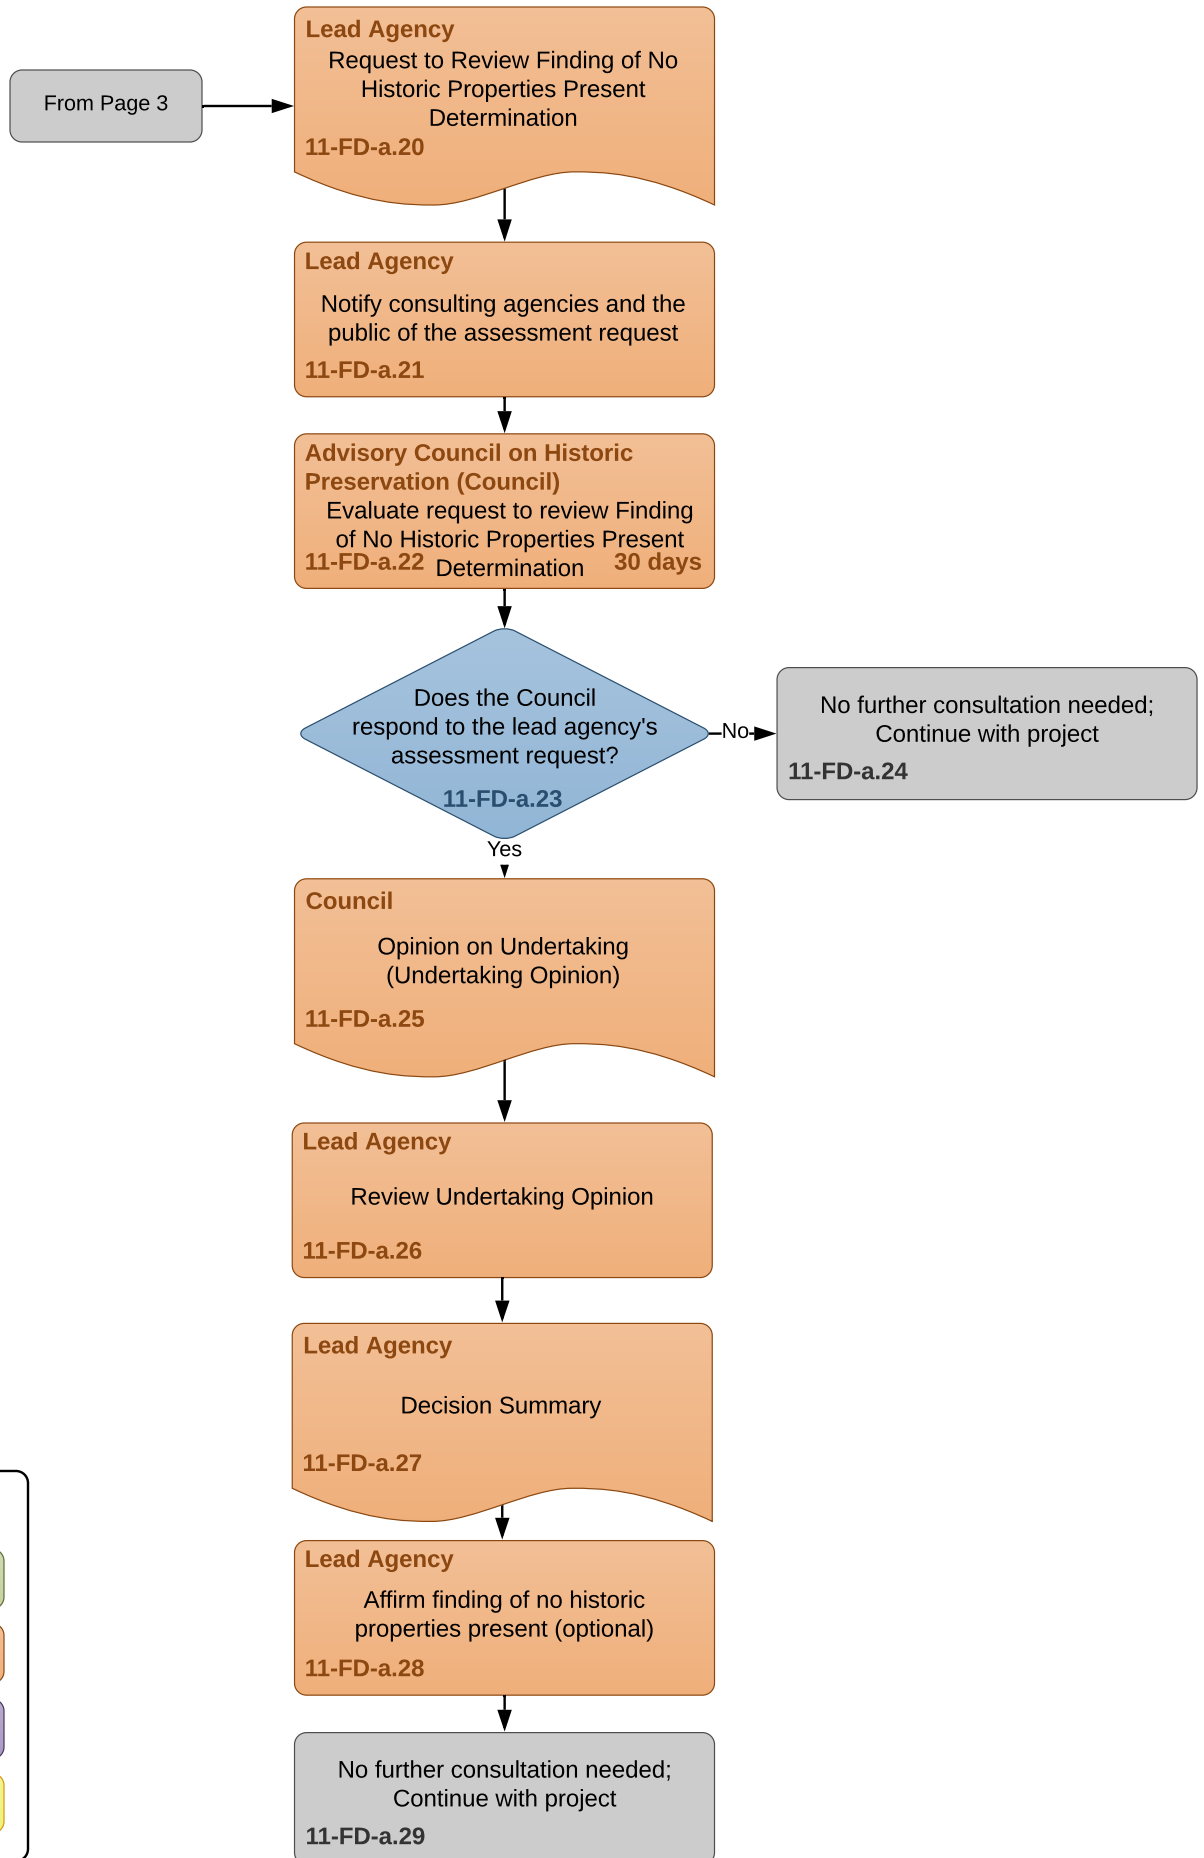 Lead Agency
Request to Review Finding of No
Historic Properties Present
Determination
11-FD-a.20
From Page 3
Lead Agency
Notify consulting agencies and the
public of the assessment request
11-FD-a.21
Advisory Council on Historic
Preservation (Council)
Evaluate request to review Finding
of No Historic Properties Present
Determination
11-FD-a.22
30 days
Does the Council
respond to the lead agency's
assessment request?
11-FD-a.23
No
No further consultation needed;
Continue with project
11-FD-a.24
Yes
Council
Opinion on Undertaking
(Undertaking Opinion)
11-FD-a.25
Lead Agency
Review Undertaking Opinion
11-FD-a.26
Lead Agency
Decision Summary
11-FD-a.27
Lead Agency
Affirm finding of no historic
properties present (optional)
11-FD-a.28
No further consultation needed;
Continue with project
11-FD-a.29